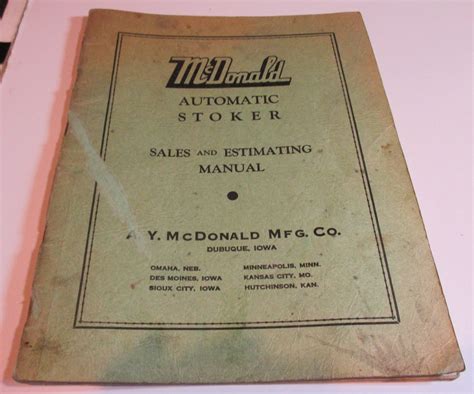 McDonald
AUTOMATIC
STOKER
SALES AND ESTIMATING
MANUAL
A.Y. McDONALD MFG. CO.
DUBUQUE, IOWA
OMAHA, NEB. MINNEAPOLIS, MINN.
DES MOINES, IOWA KANSAS CITY, MO.
SIOUX CITY, IOWA HUTCHINSON, KAN.